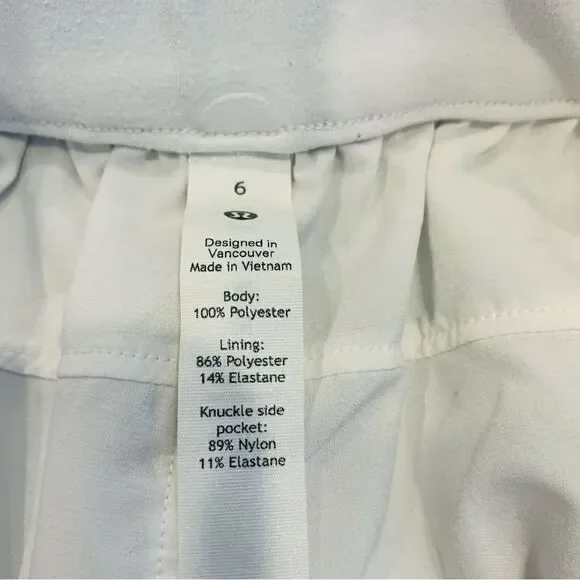 6
Designed in
Vancouver
Made in Vietnam
Body:
100% Polyester
Lining:
86% Polyester
14% Elastane
Knuckle side
pocket:
89% Nylon
11% Elastane